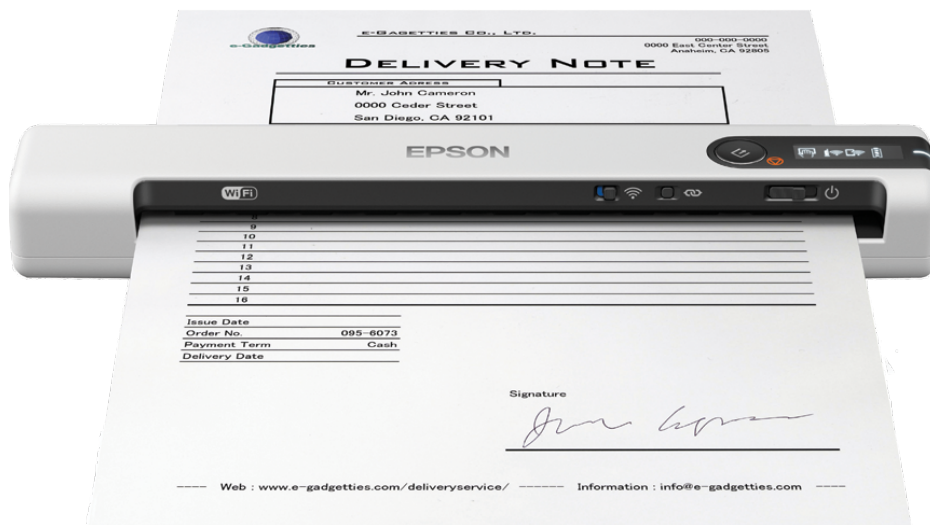 e-Gadgetties
E-GAGETTIES CO., LTD.
000-000-0000
0000 East Center Street
Anaheim, CA 92805
DELIVERY NOTE
CUSTOMER ADRESS
Mr. John Cameron
0000 Ceder Street
San Diego, CA 92101
EPSON
WiFi
8
9
10
11
12
13
14
15
16
Issue Date
Order No. 095-6073
Payment Term Cash
Delivery Date
Signature
---- Web : www.e-gadgetties.com/deliveryservice/ ------ Information : info@e-gadgetties.com ----